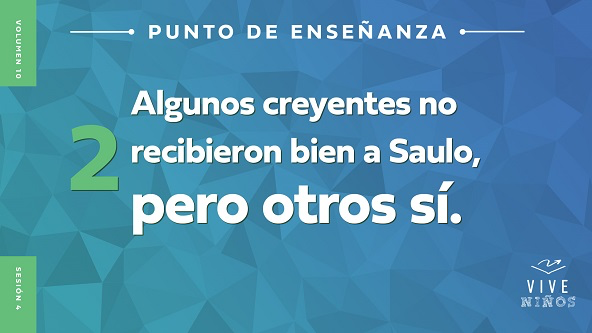 PUNTO DE ENSEÑANZA
VOLUMEN 10
2
Algunos creyentes no
recibieron bien a Saulo,
pero otros sí.
SESIÓN 4
VIVE
NIÑOS